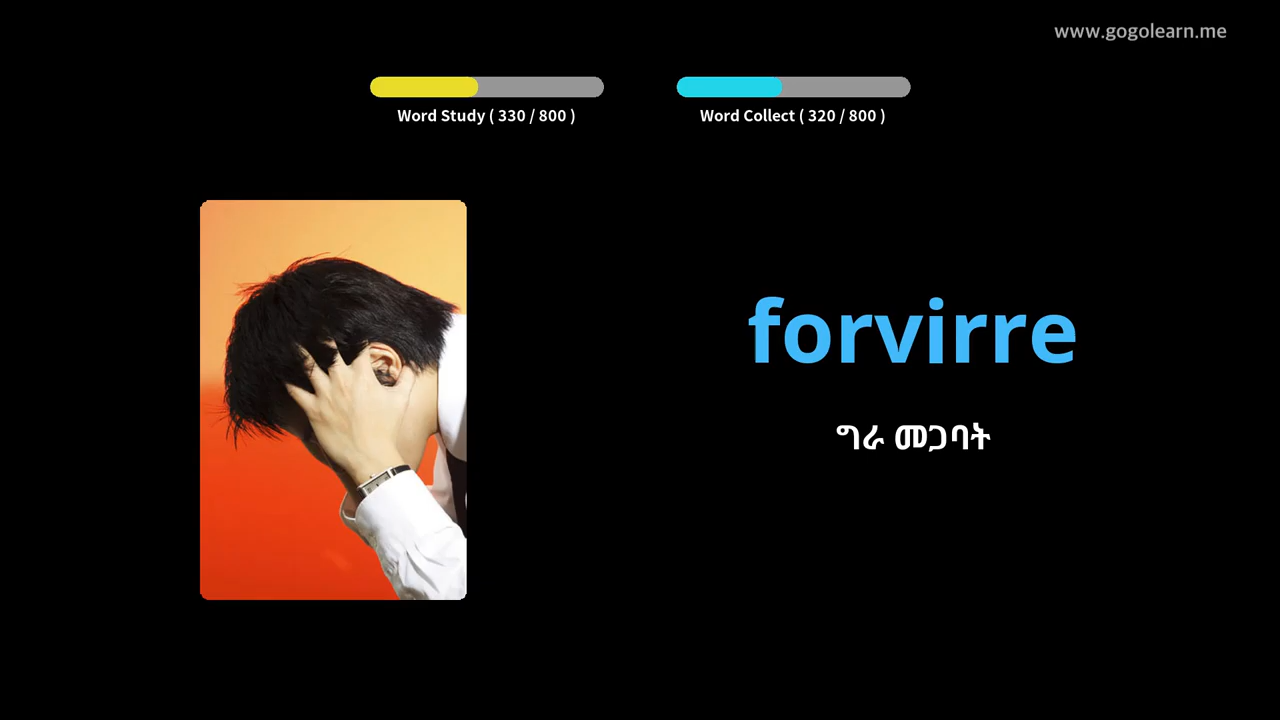 www.gogolearn.me
Word Study ( 330 / 800 )
Word Collect ( 320 / 800 )
forvirre
ግራ መጋባት